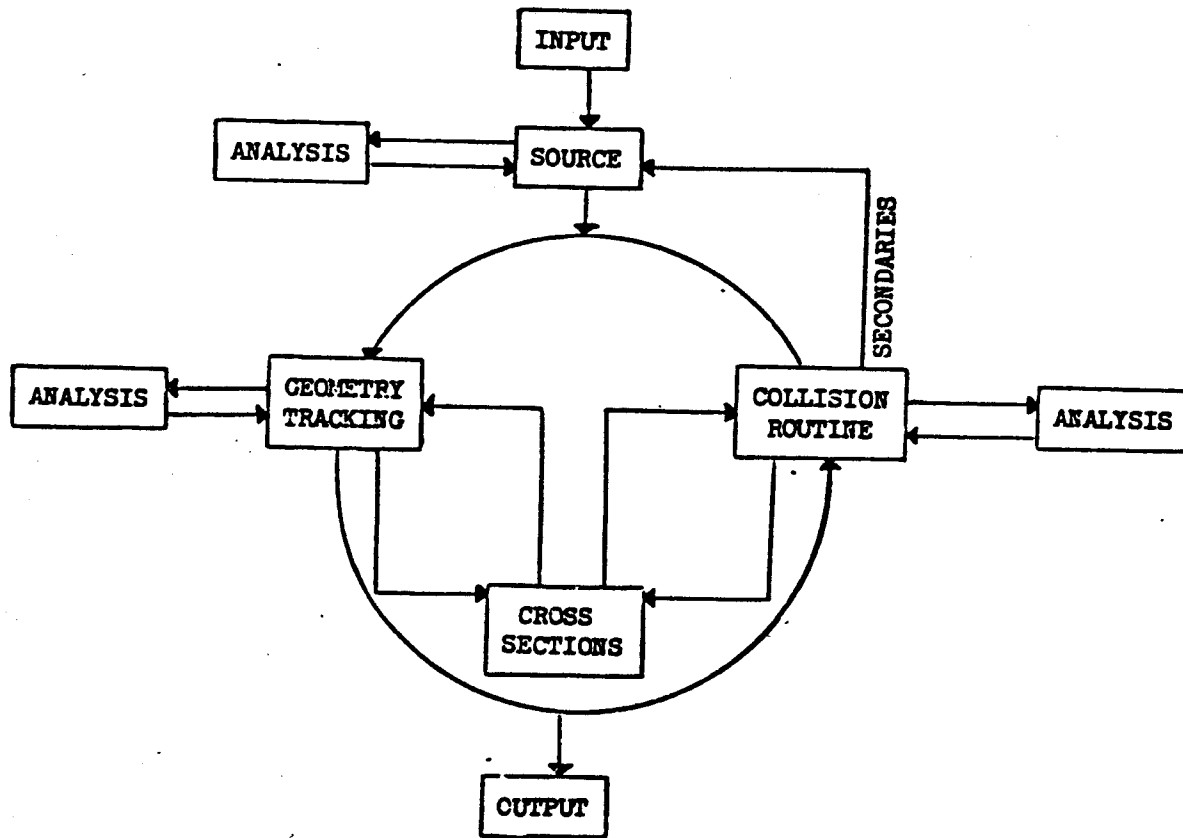 INPUT
ANALYSIS
SOURCE
SECONDARIES
ANALYSIS
GEOMETRY
TRACKING
COLLISION
ROUTINE
ANALYSIS
CROSS
SECTIONS
OUTPUT